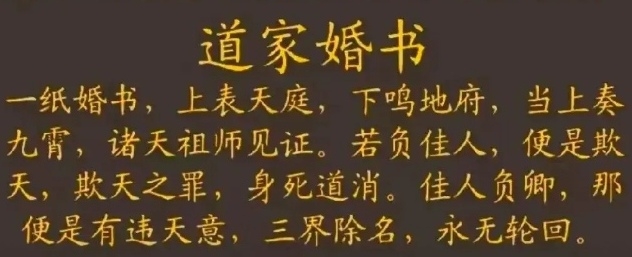 道家婚书
一纸婚书，上表天庭，下鸣地府，当上奏
九霄，诸天祖师见证。若负佳人，便是欺
天，欺天之罪，身死道消。佳人负卿，那
便是有违天意，三界除名，永无轮回。